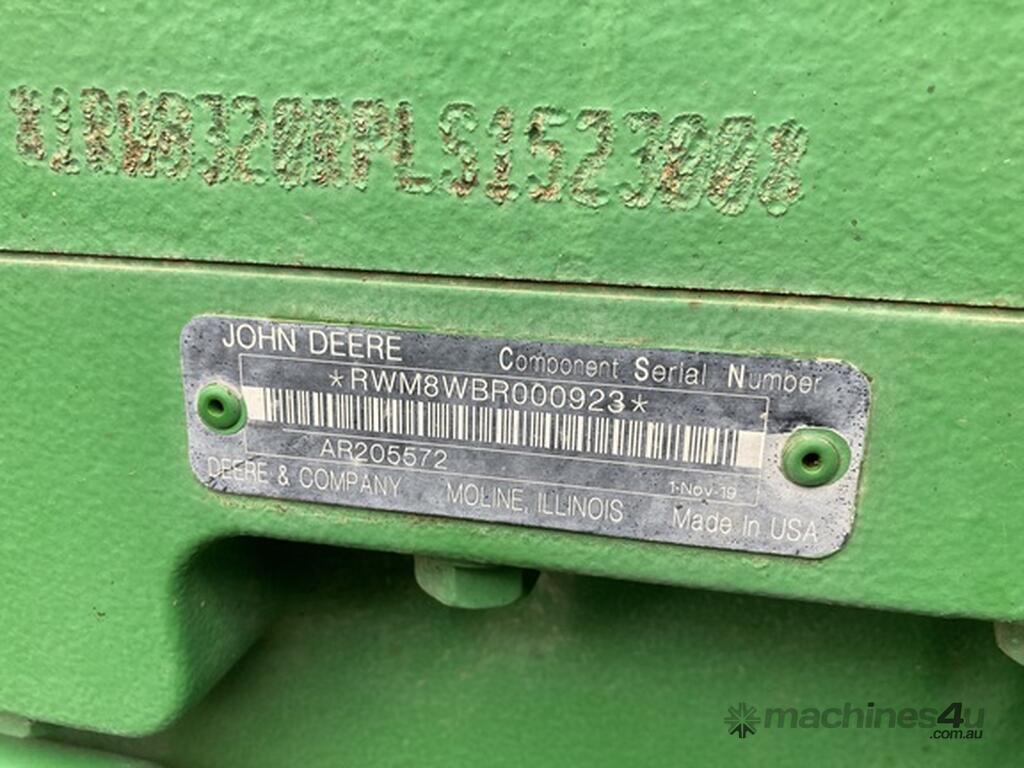 JOHN DEERE
Component Serial Number
*RWM8WBR000923*
AR205572
1-Nov-19
DEERE & COMPANY MOLINE, ILLINOIS Made in USA
machines4u
.com.au